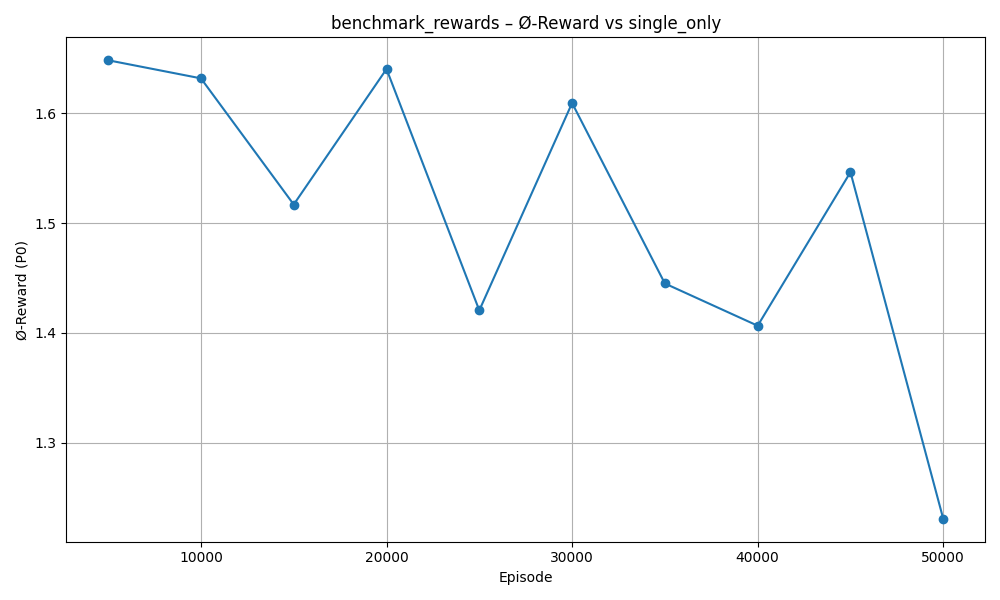 benchmark_rewards – Ø-Reward vs single_only
Ø-Reward (P0)
1.6
1.5
1.4
1.3
10000 20000 30000 40000 50000
Episode